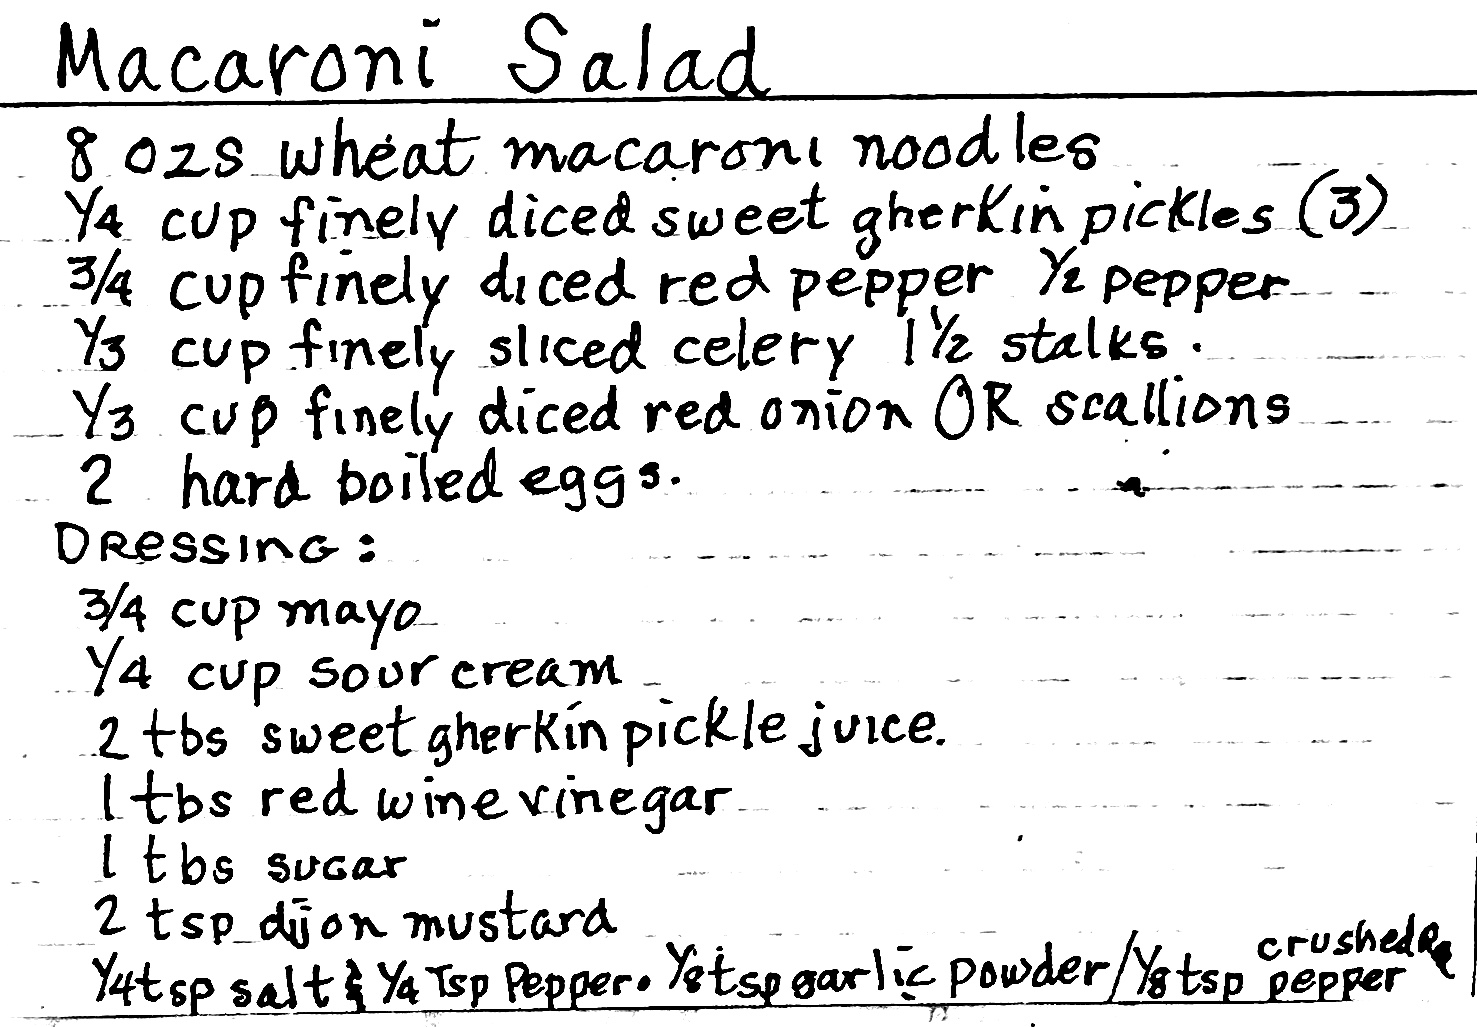 Macaroni Salad
8 ozs wheat macaroni noodles
1/4 cup finely diced sweet gherkin pickles (3)
3/4 cup finely diced red pepper 1/2 pepper
1/3 cup finely sliced celery 1 1/2 stalks.
1/3 cup finely diced red onion OR scallions
2 hard boiled eggs.
Dressing:
3/4 cup mayo
1/4 cup sour cream
2 tbs sweet gherkin pickle juice.
1 tbs red wine vinegar
1 tbs sugar
2 tsp dijon mustard
1/4 tsp salt & 1/4 Tsp Pepper. 1/8 tsp garlic powder/1/8 tsp crushed pepper